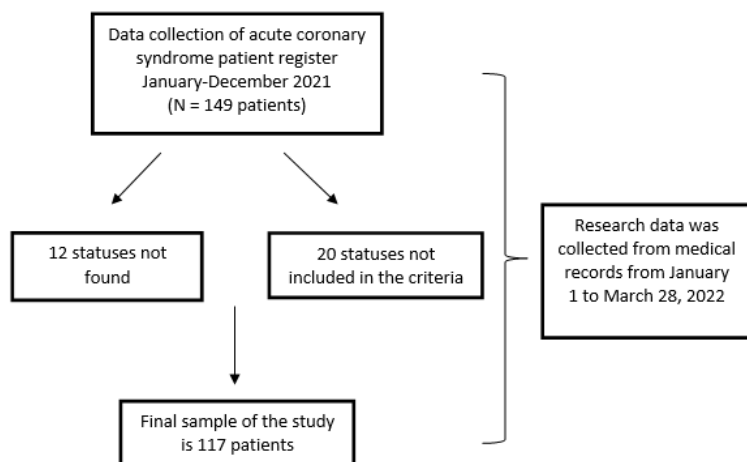 Data collection of acute coronary
syndrome patient register
January-December 2021
(N = 149 patients)
12 statuses not
found
20 statuses not
included in the criteria
Research data was
collected from medical
records from January
1 to March 28, 2022
Final sample of the study
is 117 patients